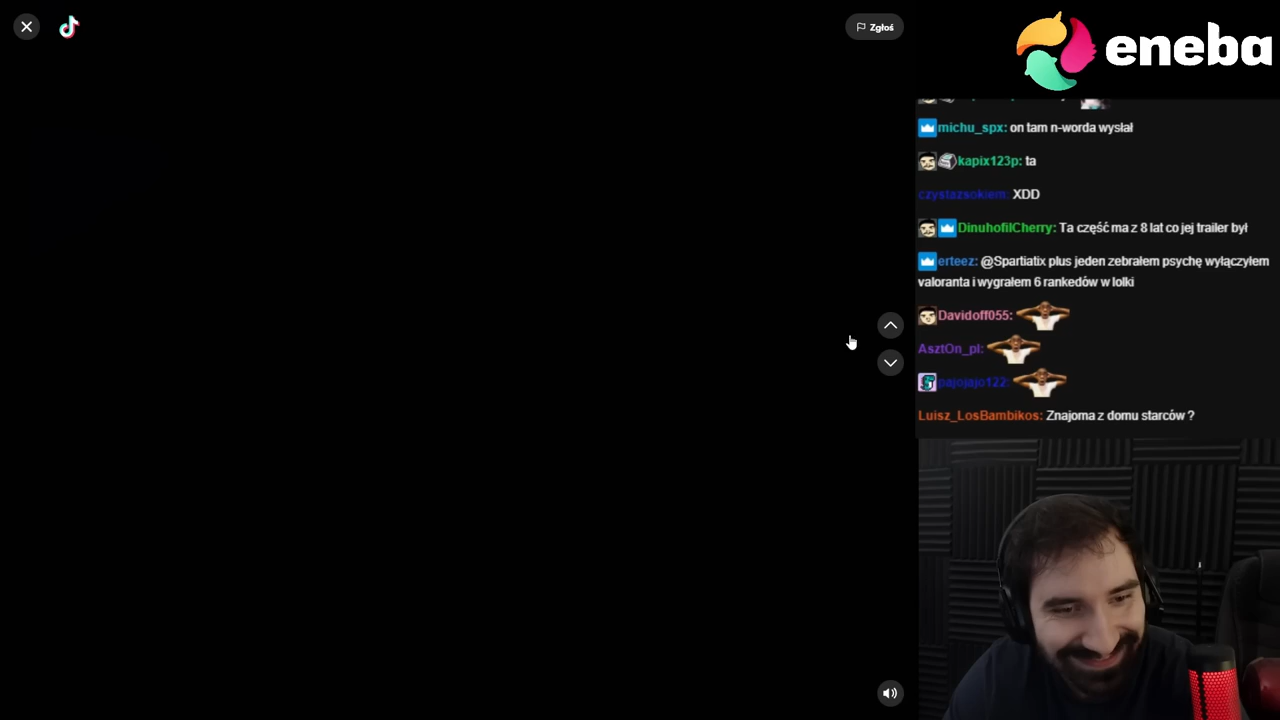 Zgłoś
eneba
michu_spx: on tam n-worda wysłał
kapix123p: ta
czystazsokiem: XDD
DinuhofilCherry: Ta część ma z 8 lat co jej trailer był
erteez: @Spartiatix plus jeden zebrałem psychę wyłączyłem
valoranta i wygrałem 6 rankedów w lolki
Davidoff055:
AsztOn_pl:
pajojajo122:
Luisz_LosBambikos: Znajoma z domu starców ?